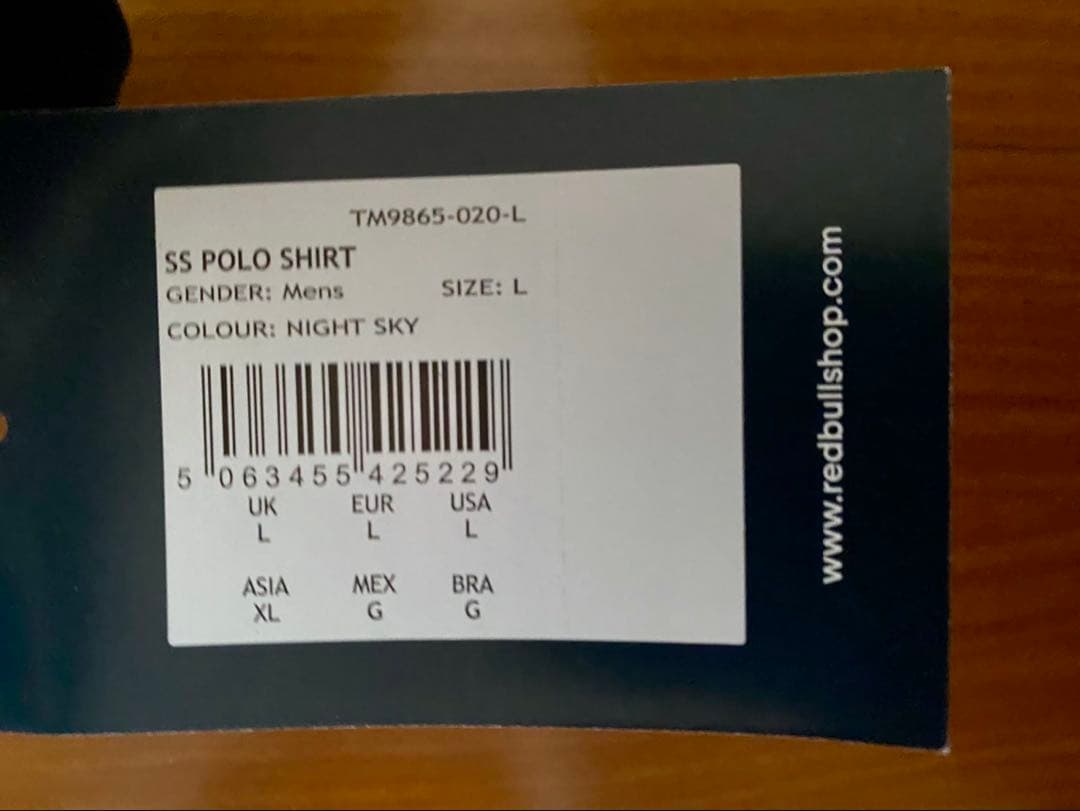 TM9865-020-L
SS POLO SHIRT
GENDER: Mens SIZE: L
COLOUR: NIGHT SKY
5 063455 425229
UK EUR USA
L L L
ASIA MEX BRA
XL G G
www.redbullshop.com